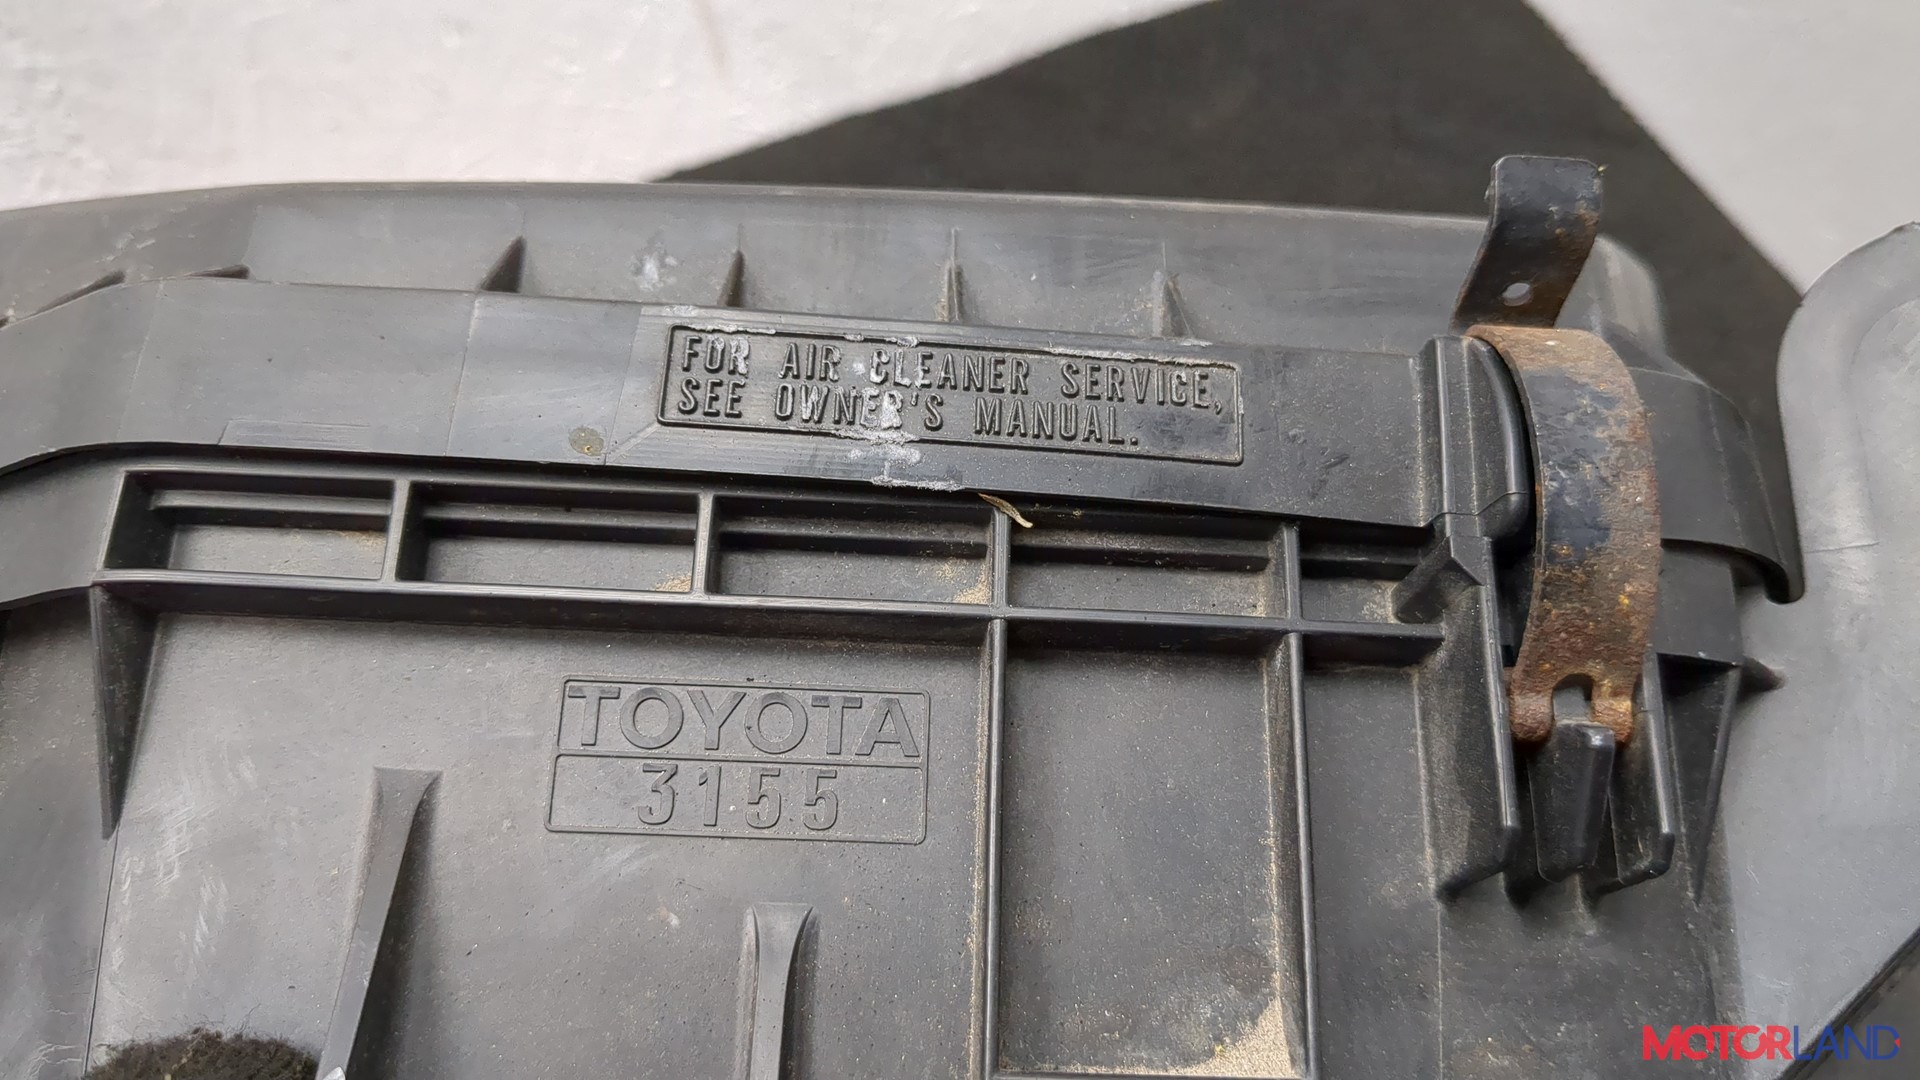 FOR AIR CLEANER SERVICE,
SEE OWNER'S MANUAL.
TOYOTA
3155
MOTORLAND